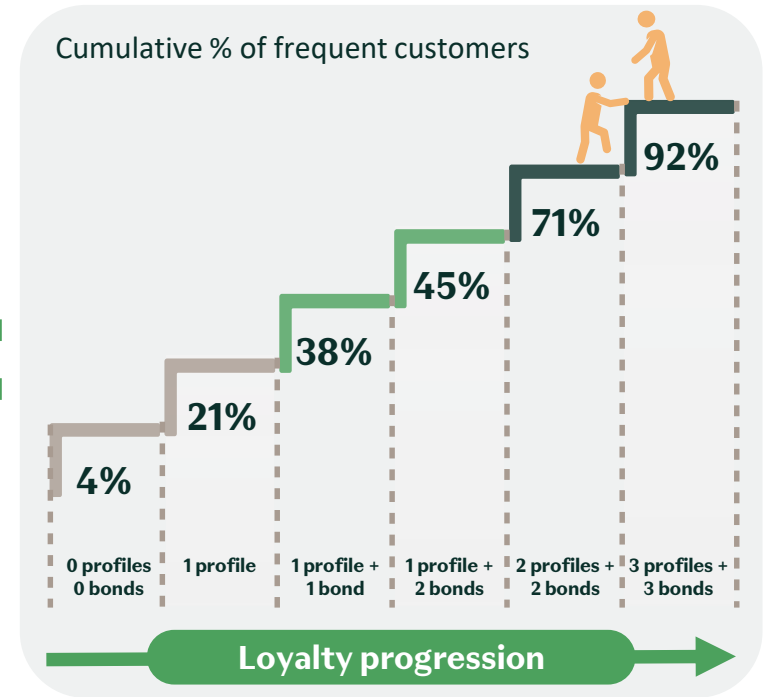 Cumulative % of frequent customers
92%
71%
45%
38%
21%
4%
0 profiles
0 bonds
1 profile
1 profile +
1 bond
1 profile +
2 bonds
2 profiles +
2 bonds
3 profiles +
3 bonds
Loyalty progression